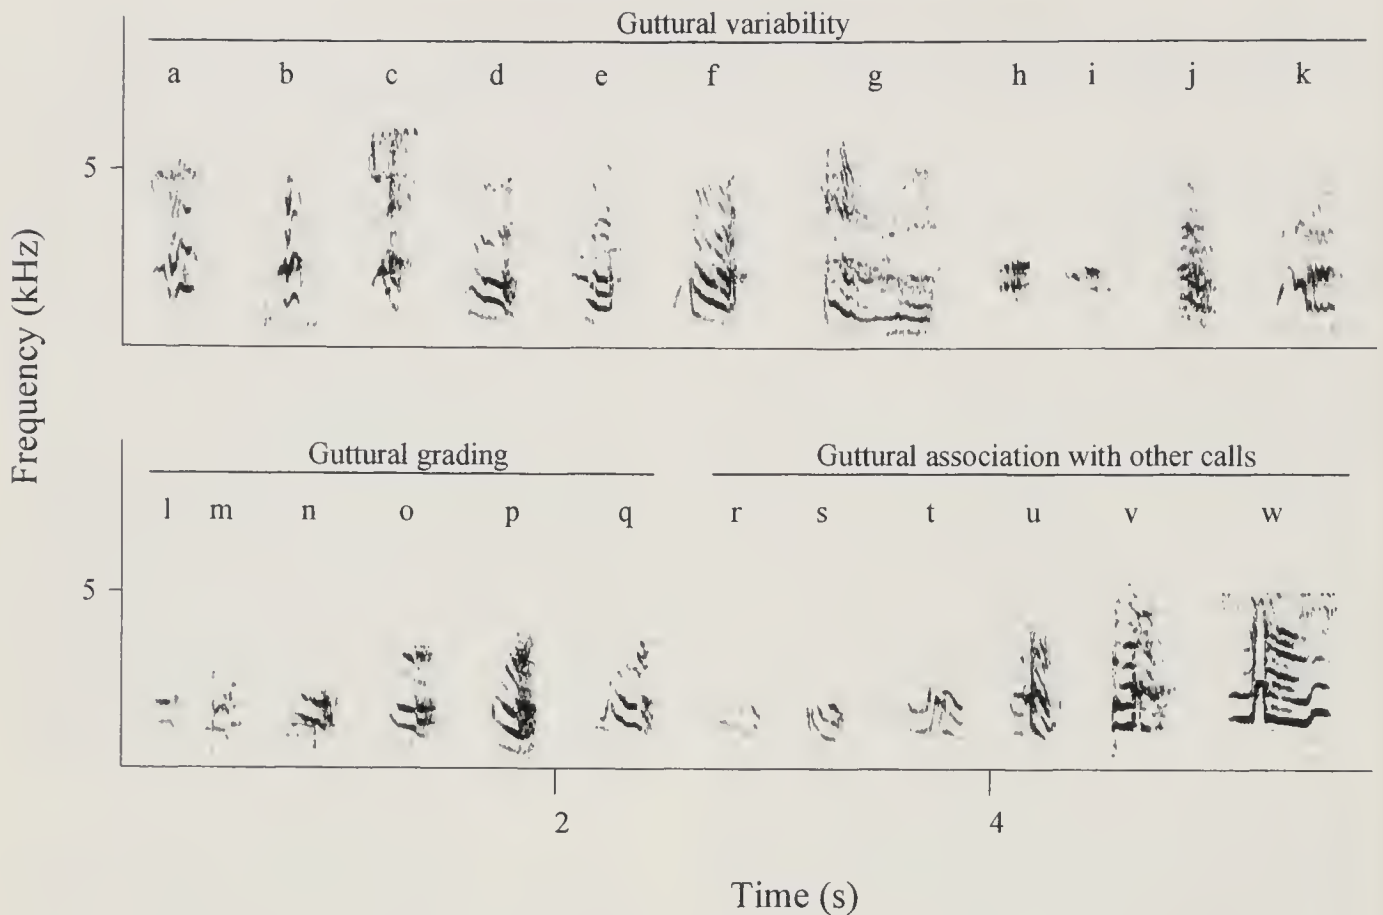 Guttural variability
a b c d e f g h i j k
5
Frequency (kHz)
Guttural grading Guttural association with other calls
l m n o p q r s t u v w
5
2 4
Time (s)